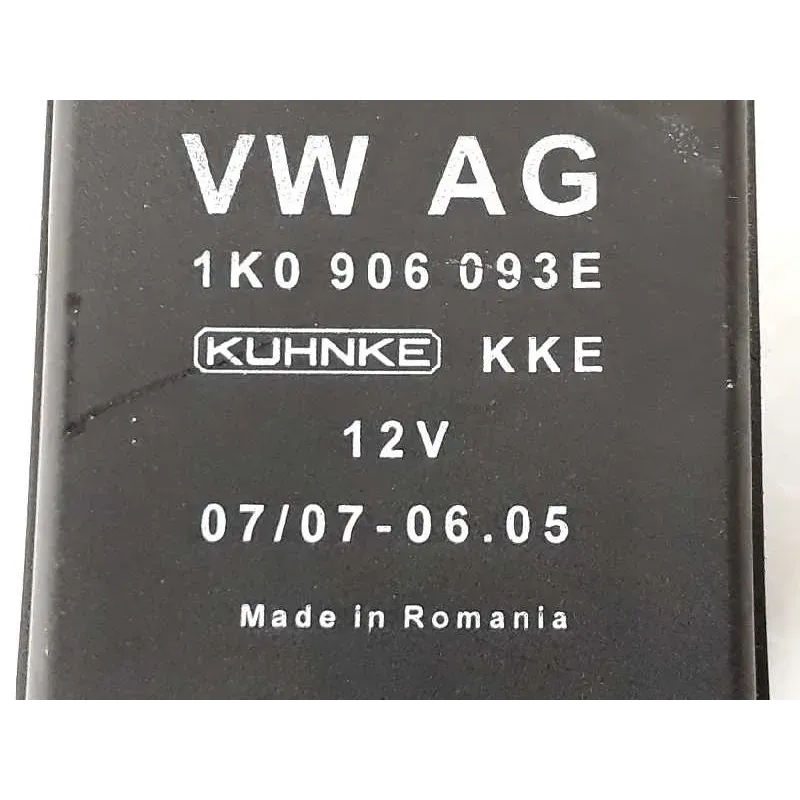 VW AG
1K0 906 093E
KUHNKE KKE
12V
07/07-06.05
Made in Romania